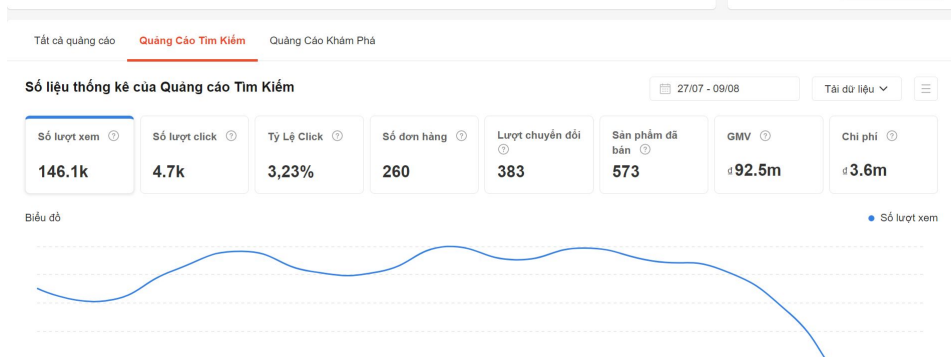 Tất cả quảng cáo
Quảng Cáo Tìm Kiếm
Quảng Cáo Khám Phá
Số liệu thống kê của Quảng cáo Tìm Kiếm
27/07 - 09/08
Tải dữ liệu
Số lượt xem
146.1k
Số lượt click
4.7k
Tỷ Lệ Click
3,23%
Số đơn hàng
260
Lượt chuyển đổi
383
Sản phẩm đã
bán
573
GMV
₫92.5m
Chi phí
₫3.6m
Biểu đồ
Số lượt xem